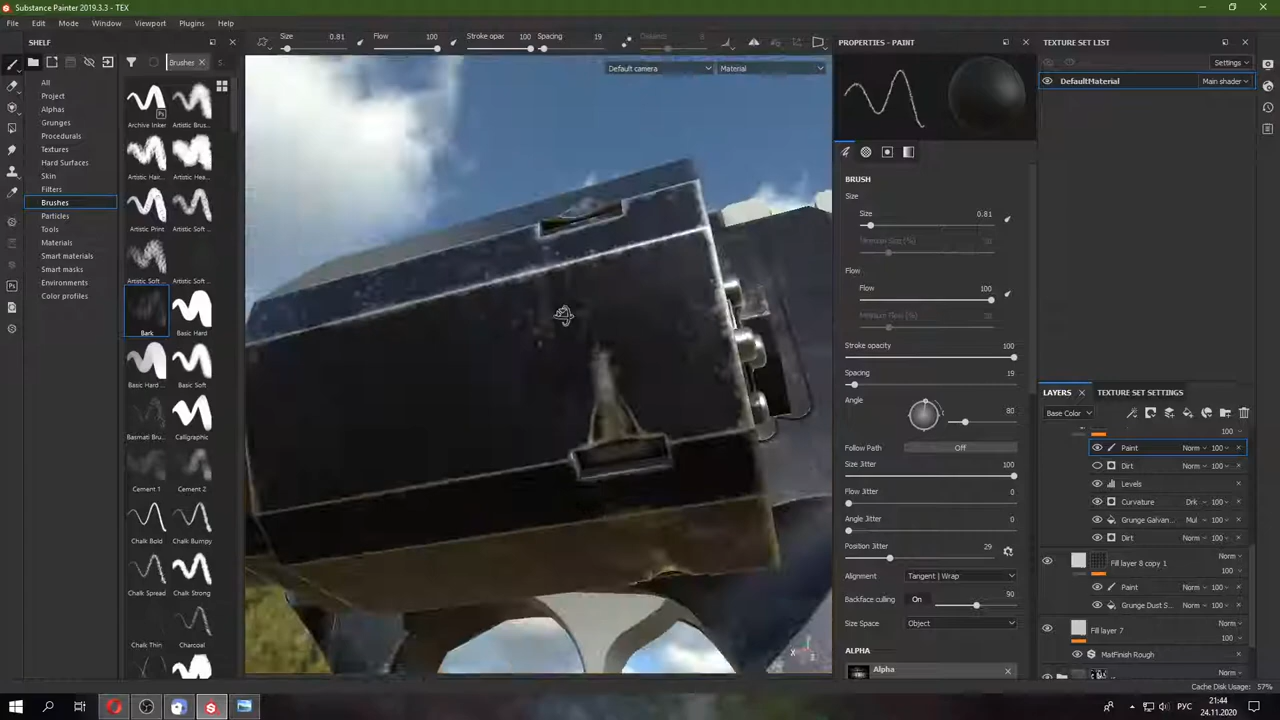 Substance Painter 2019.3.3 - TEX
File Edit Mode Window Viewport Plugins Help
SHELF
Size 0.81 Flow 100 Stroke opac 100 Spacing 19
PROPERTIES - PAINT
TEXTURE SET LIST
Brushes
Default camera
Material
Settings
DefaultMaterial
Main shader
All
Project
Alphas
Grunges
Procedurals
Textures
Hard Surfaces
Skin
Filters
Brushes
Particles
Tools
Materials
Smart materials
Smart masks
Environments
Color profiles
Archive Inker
Artistic Brus...
Artistic Hair...
Artistic Hea...
Artistic Print
Artistic Soft ...
Artistic Soft ...
Artistic Soft ...
Bark
Basic Hard
Basic Hard ...
Basic Soft
Basmati Bru...
Calligraphic
Cement 1
Cement 2
Chalk Bold
Chalk Bumpy
Chalk Spread
Chalk Strong
Chalk Thin
Charcoal
BRUSH
Size
Size 0.81
Flow
Flow 100
Stroke opacity 100
Spacing 19
Angle
80
Follow Path Off
Size Jitter 100
Flow Jitter 0
Angle Jitter 0
Position Jitter 29
Alignment Tangent | Wrap
Backface culling On 90
Size Space Object
ALPHA
Alpha
LAYERS
TEXTURE SET SETTINGS
Base Color
100
Paint Norm 100
Dirt Norm 100
Levels
Curvature Drk 100
Grunge Galvan... Mul 100
Dirt Norm 100
Fill layer 8 copy 1 Norm
100
Paint Norm 100
Grunge Dust S... Norm 100
Fill layer 7 Norm
100
MatFinish Rough
Norm
Cache Disk Usage: 57%
РУС
21:44
24.11.2020